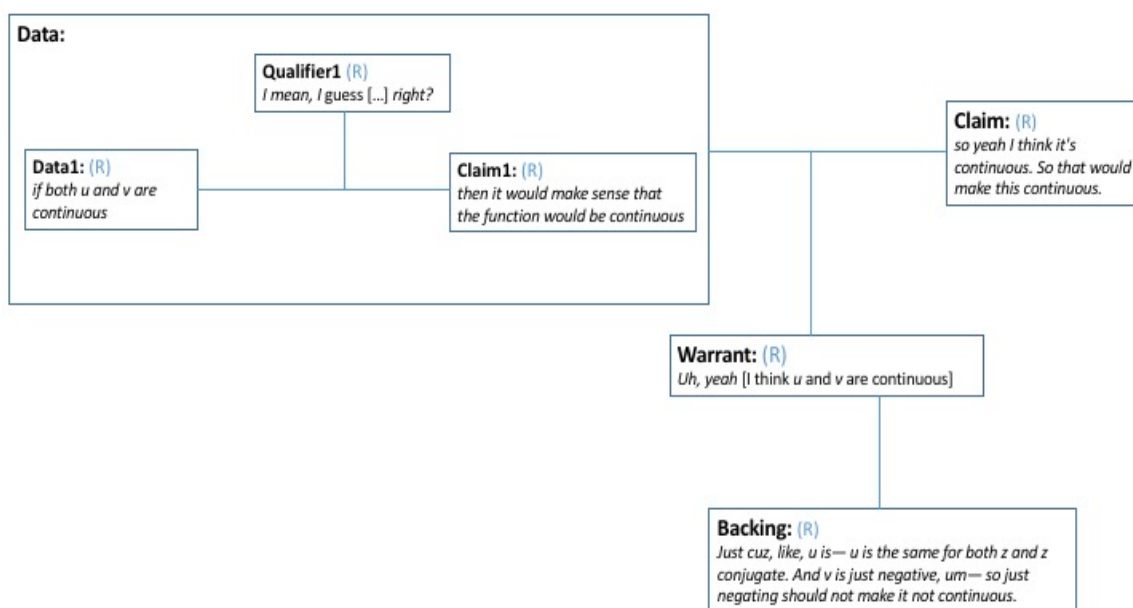 Data:
Qualifier1 (R)
I mean, I guess [...] right?
Data1: (R)
if both u and v are
continuous
Claim1: (R)
then it would make sense that
the function would be continuous
Claim: (R)
so yeah I think it's
continuous. So that would
make this continuous.
Warrant: (R)
Uh, yeah [I think u and v are continuous]
Backing: (R)
Just cuz, like, u is— u is the same for both z and z
conjugate. And v is just negative, um— so just
negating should not make it not continuous.